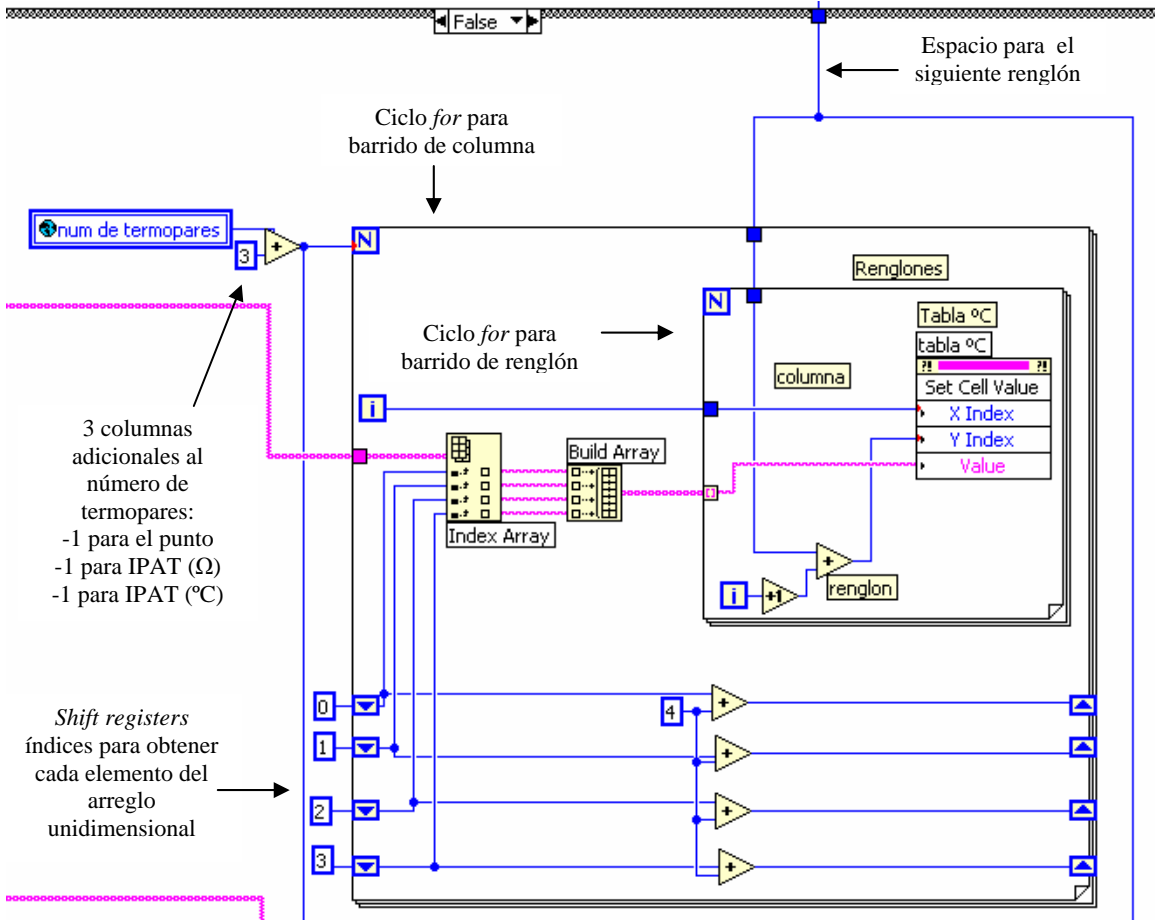 False
Espacio para el
siguiente renglón
Ciclo for para
barrido de columna
num de termopares
3
N
Renglones
N
Tabla ºC
tabla ºC
Ciclo for para
barrido de renglón
?! ?!
Set Cell Value
columna
X Index
i
Y Index
Value
3 columnas
adicionales al
número de
termopares:
-1 para el punto
-1 para IPAT (Ω)
-1 para IPAT (ºC)
Build Array
Index Array
+
+
+1
i
renglon
Shift registers
índices para obtener
cada elemento del
arreglo
unidimensional
0
4
+
1
+
2
+
3
+